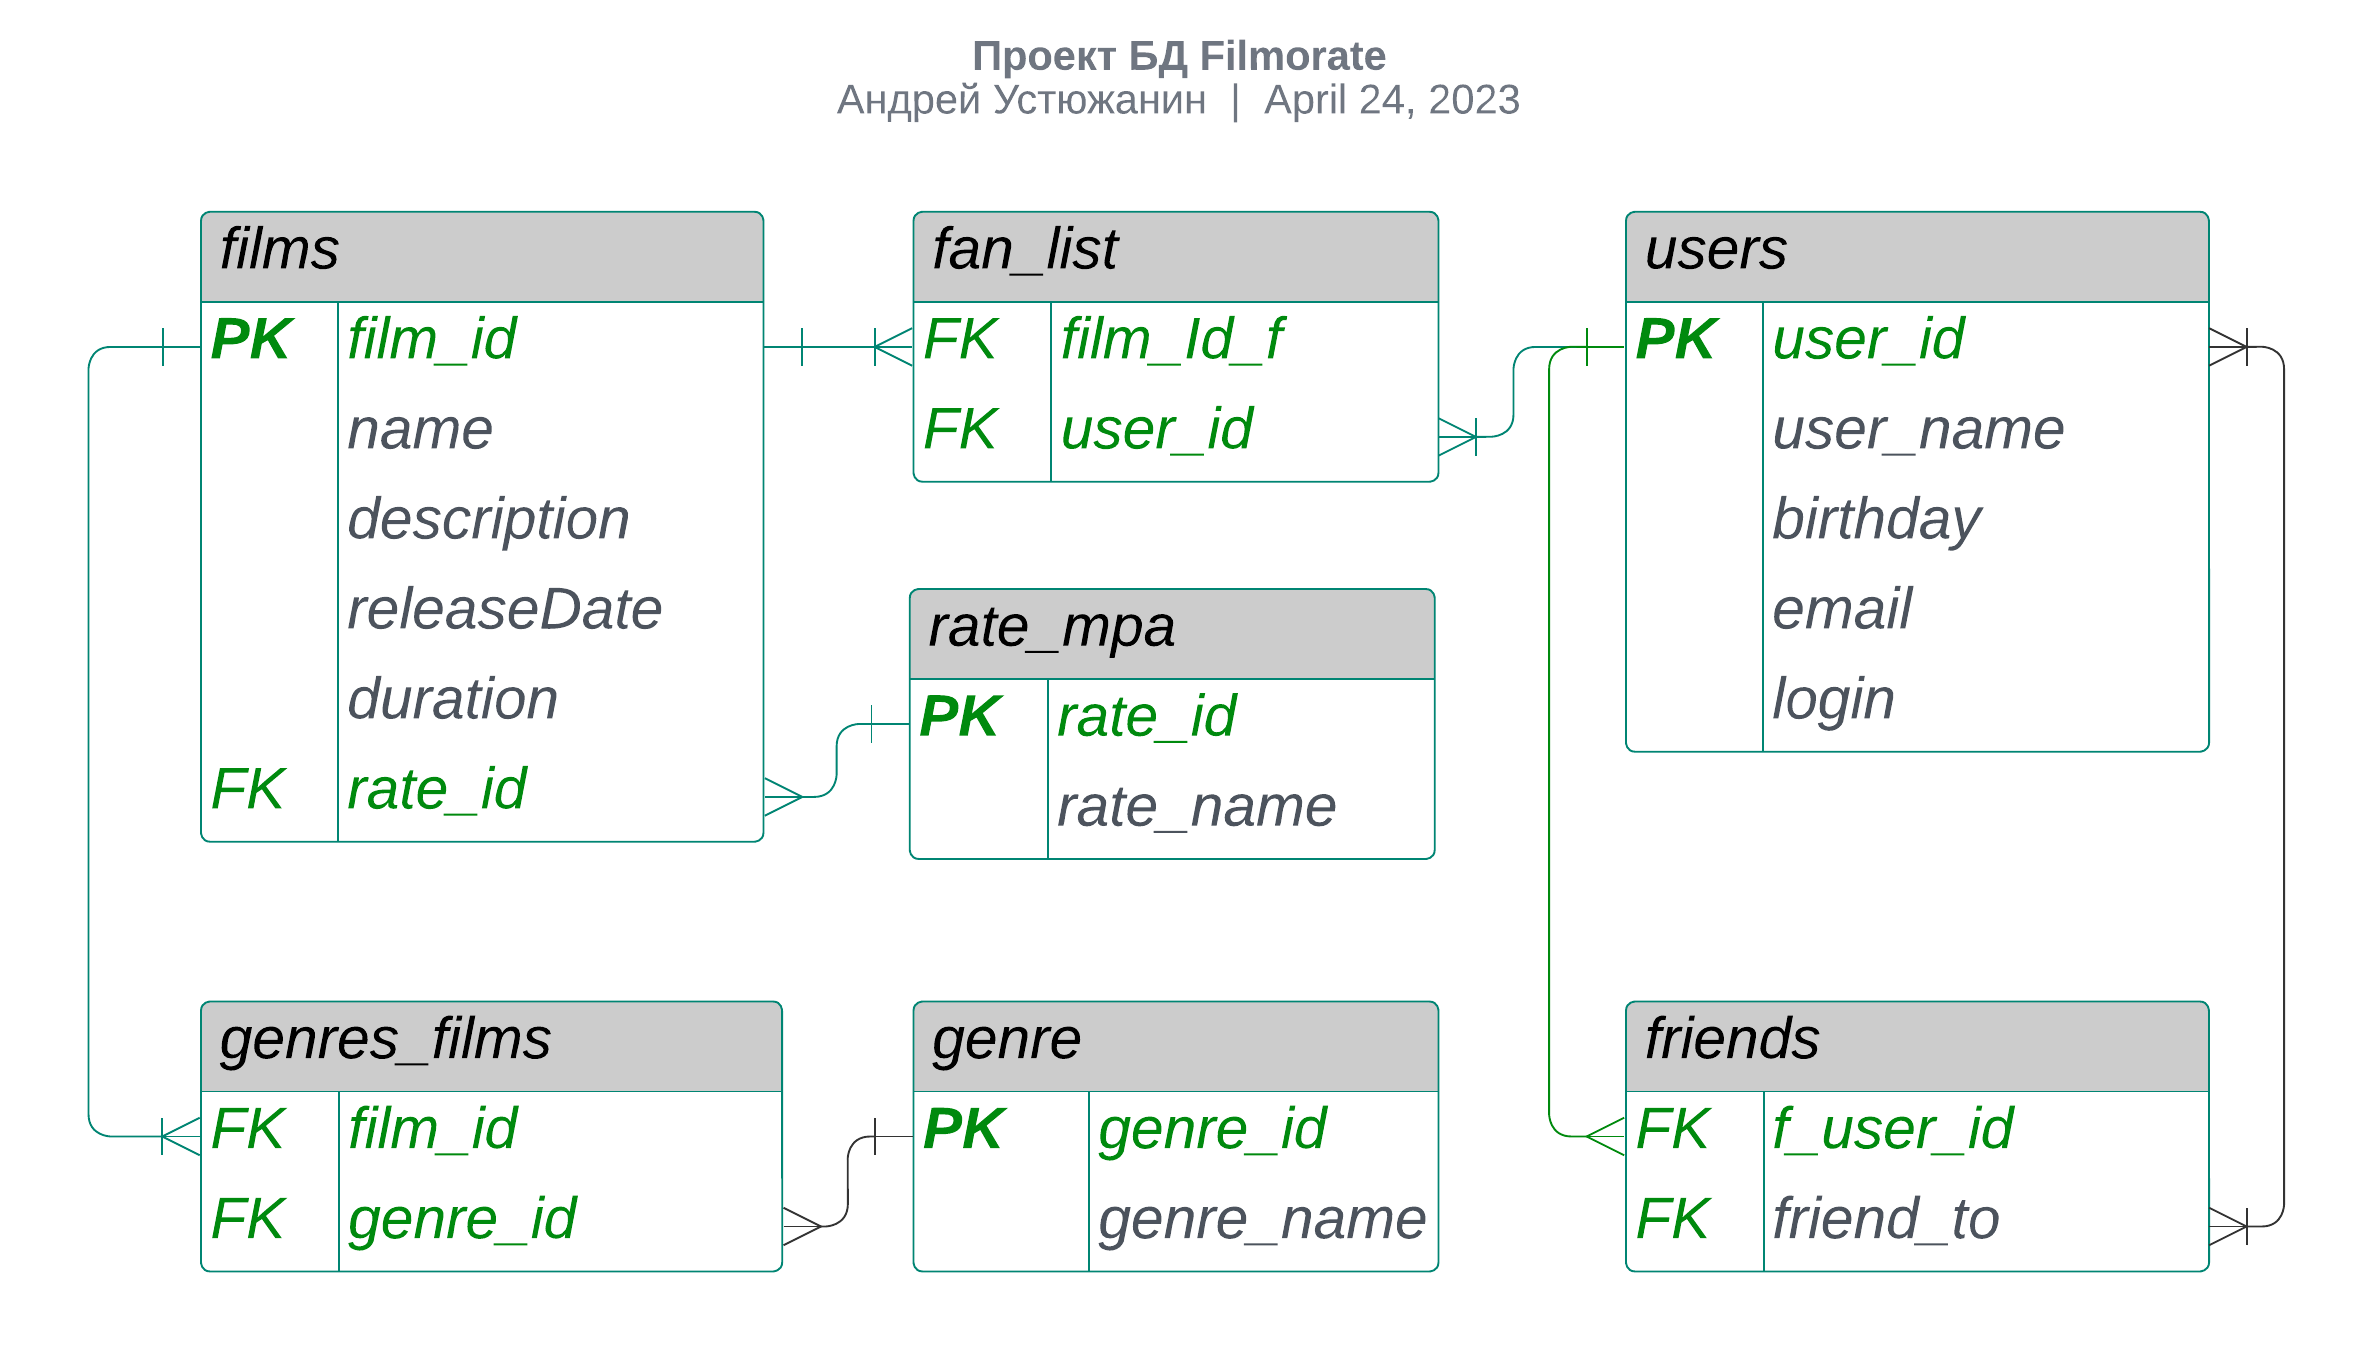 Проект БД Filmorate
Андрей Устюжанин | April 24, 2023
films
PK film_id
name
description
releaseDate
duration
FK rate_id
fan_list
FK film_Id_f
FK user_id
users
PK user_id
user_name
birthday
email
login
rate_mpa
PK rate_id
rate_name
genres_films
FK film_id
FK genre_id
genre
PK genre_id
genre_name
friends
FK f_user_id
FK friend_to